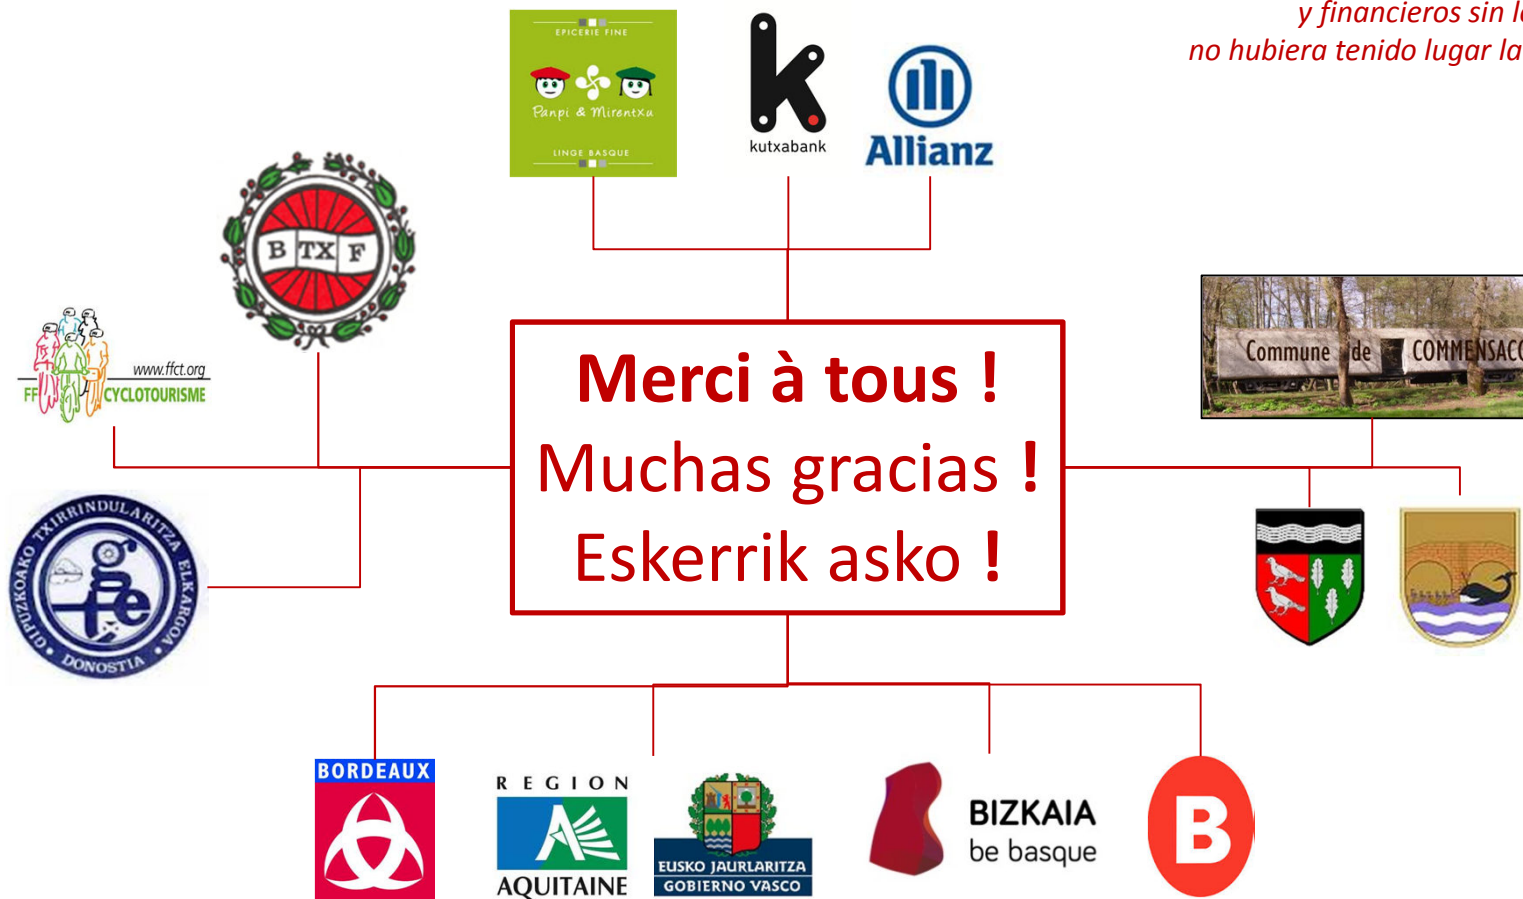 y financieros sin
no hubiera tenido lugar la
EPICERIE FINE
Panpi & Mirentxu
LINGE BASQUE
kutxabank
Allianz
B TX F
www.ffct.org
FF CYCLOTOURISME
Commune de
Merci à tous !
Muchas gracias !
Eskerrik asko !
GIPUZKOAKO TXIRRINDULARITZA ELKARGOA
DONOSTIA
BORDEAUX
REGION
AQUITAINE
EUSKO JAURLARITZA
GOBIERNO VASCO
BIZKAIA
be basque
B